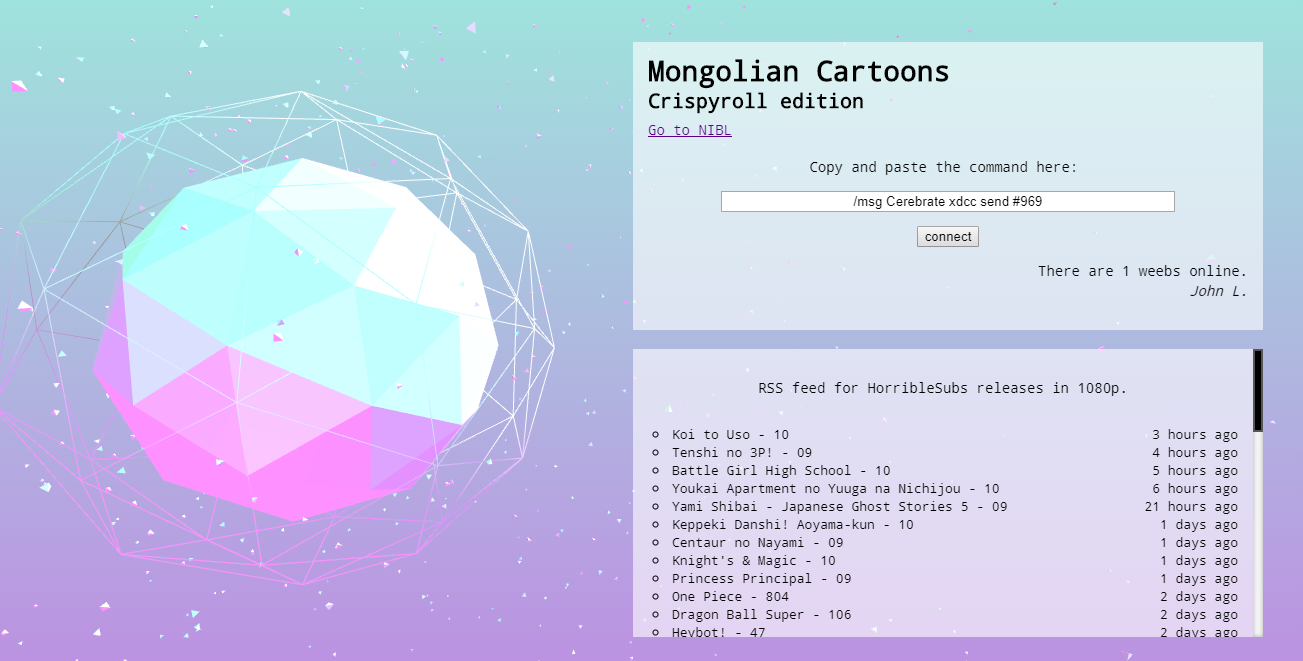 Mongolian Cartoons
Crispyroll edition
Go to NIBL
Copy and paste the command here:
/msg Cerebrate xdcc send #969
connect
There are 1 weebs online.
John L.
RSS feed for HorribleSubs releases in 1080p.
Koi to Uso - 10 3 hours ago
Tenshi no 3P! - 09 4 hours ago
Battle Girl High School - 10 5 hours ago
Youkai Apartment no Yuuga na Nichijou - 10 6 hours ago
Yami Shibai - Japanese Ghost Stories 5 - 09 21 hours ago
Keppeki Danshi! Aoyama-kun - 10 1 days ago
Centaur no Nayami - 09 1 days ago
Knight's & Magic - 10 1 days ago
Princess Principal - 09 1 days ago
One Piece - 804 2 days ago
Dragon Ball Super - 106 2 days ago
Heybot! - 47 2 days ago